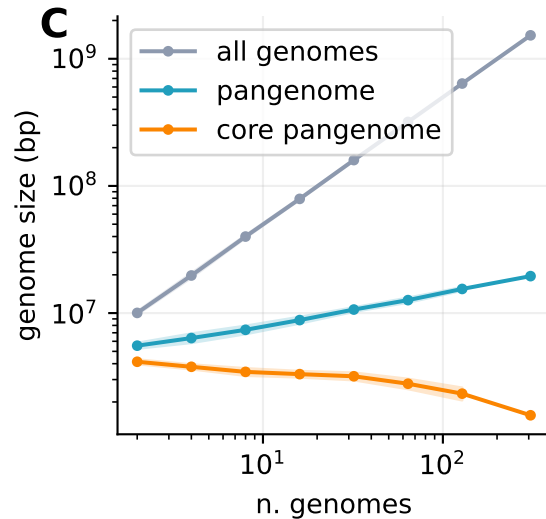 C
all genomes
pangenome
core pangenome
genome size (bp)
10⁹
10⁸
10⁷
10¹
10²
n. genomes